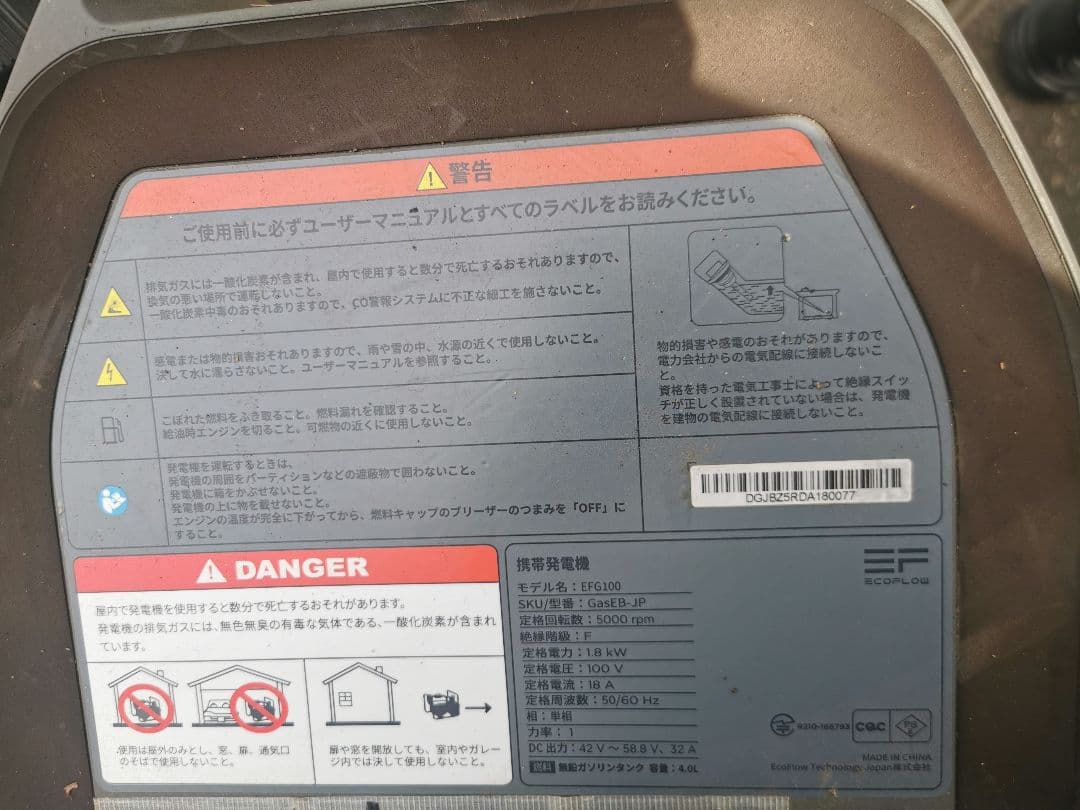 警告
ご使用前に必ずユーザーマニュアルとすべてのラベルをお読みください。
排気ガスには一酸化炭素が含まれ、屋内で使用すると数分で死亡するおそれありますので、
換気の悪い場所で運転しないこと。
一酸化炭素中毒のおそれありますので、CO警報システムに不正な細工を施さないこと。
感電または物的損害おそれありますので、雨や雪の中、水源の近くで使用しないこと。
決して水に濡らさないこと。ユーザーマニュアルを参照すること。
こぼれた燃料をふき取ること。燃料漏れを確認すること。
給油時エンジンを切ること。可燃物の近くに使用しないこと。
発電機を運転するときは、
発電機の周囲をパーティションなどの遮蔽物で囲わないこと。
発電機に箱をかぶせないこと。
発電機の上に物を載せないこと。
エンジンの温度が完全に下がってから、燃料キャップのブリーザーのつまみを「OFF」に
すること。
物的損害や感電のおそれがありますので、
電力会社からの電気配線に接続しないこ
と。
資格を持った電気工事士によって絶縁スイッ
チが正しく設置されていない場合は、発電機
を建物の電気配線に接続しないこと。
DGJBZ5RDA180077
DANGER
屋内で発電機を使用すると数分で死亡するおそれがあります。
発電機の排気ガスには、無色無臭の有毒な気体である、一酸化炭素が含まれ
ています。
使用は屋外のみとし、窓、扉、通気口
のそばで使用しないこと。
扉や窓を開放しても、室内やガレー
ジ内では決して使用しないこと。
携帯発電機
モデル名：EFG100
SKU/型番：GasEB-JP
定格回転数：5000 rpm
絶縁階級：F
定格電力：1.8 kW
定格電圧：100 V
定格電流：18 A
定格周波数：50/60 Hz
相：単相
力率：1
DC 出力：42 V ～ 58.8 V、32 A
燃料 無鉛ガソリンタンク 容量：4.0L
EF
ECOFLOW
CQC
PS
E
MADE IN CHINA
EcoFlow Technology Japan株式会社